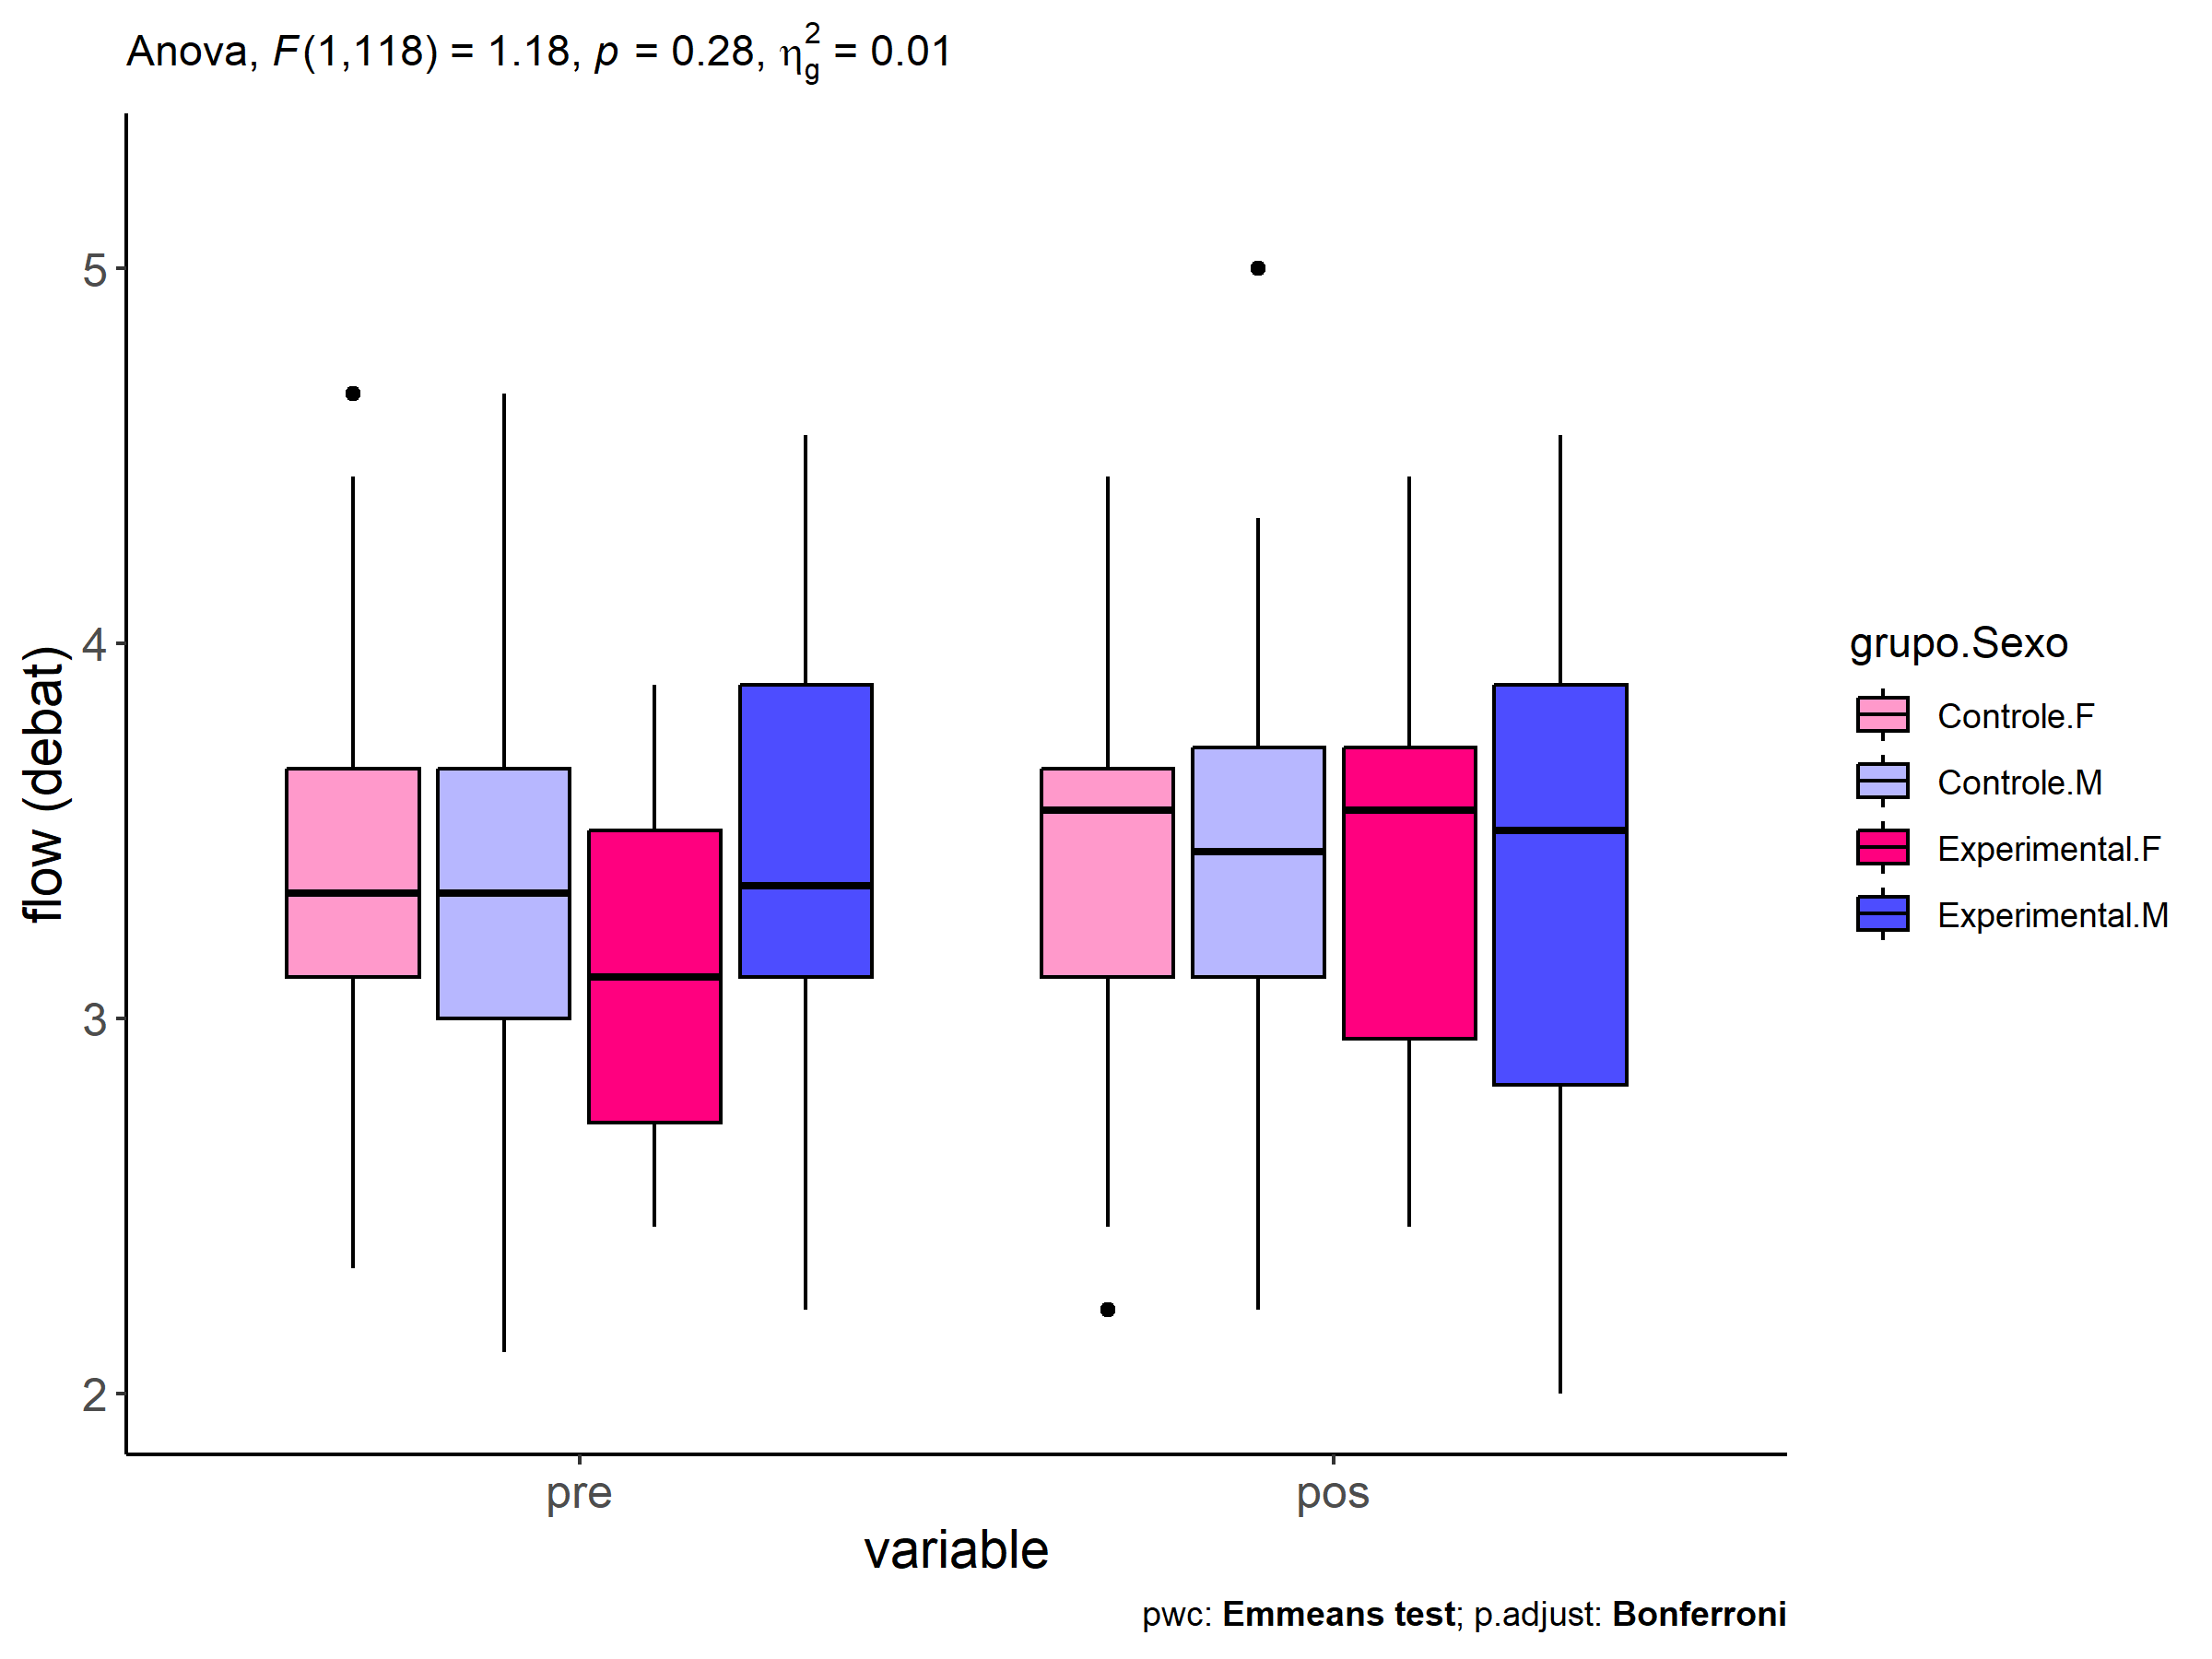 Anova, F(1,118) = 1.18, p = 0.28, η²g = 0.01
5
4
3
2
flow (debat)
pre
pos
variable
grupo.Sexo
Controle.F
Controle.M
Experimental.F
Experimental.M
pwc: Emmeans test; p.adjust: Bonferroni